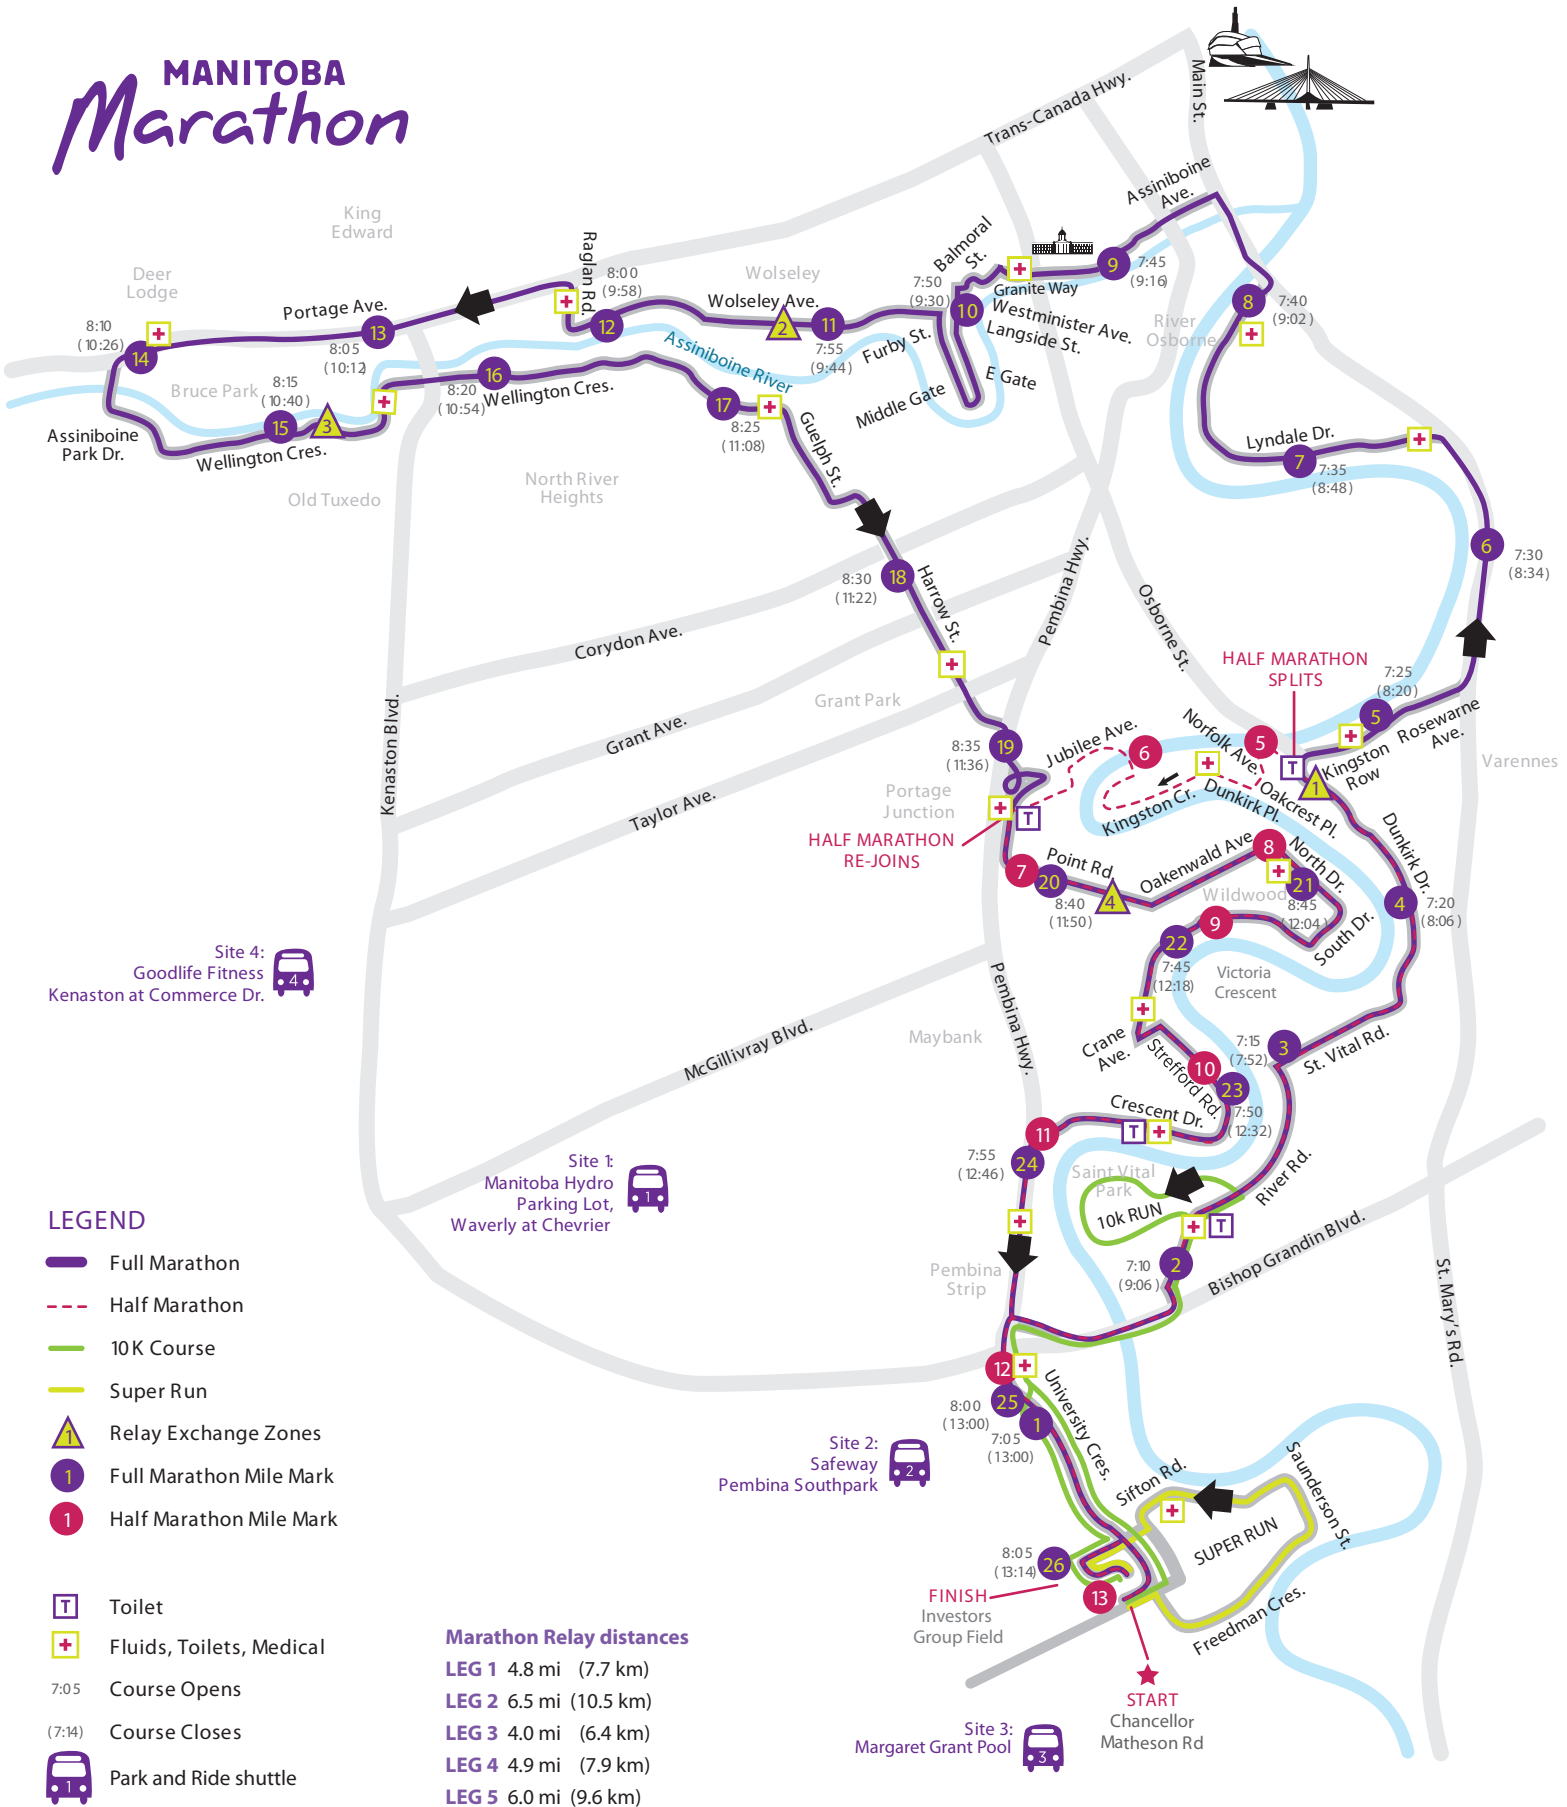 MANITOBA
Marathon
Trans-Canada Hwy.
Main St.
Assiniboine
Ave.
King
Edward
Deer
Lodge
Raglan Rd.
8:00
(9:58)
Wolseley
Balmoral
St.
9
7:45
(9:16)
7:50
(9:30)
Granite Way
8
7:40
(9:02)
Portage Ave.
Wolseley Ave.
10
Westminister Ave.
Langside St.
River
Osborne
8:10
(10:26)
14
13
8:05
(10:12)
12
2
11
7:55
(9:44)
Furby St.
Assiniboine River
E Gate
Middle Gate
Bruce Park
8:15
(10:40)
16
8:20
(10:54)
Wellington Cres.
17
8:25
(11:08)
Guelph St.
15
3
Assiniboine
Park Dr.
Wellington Cres.
Lyndale Dr.
7
7:35
(8:48)
Old Tuxedo
North River
Heights
6
7:30
(8:34)
8:30
(11:22)
18
Harrow St.
Pembina Hwy.
Osborne St.
Corydon Ave.
Grant Park
HALF MARATHON
SPLITS
7:25
(8:20)
5
Rosewarne
Ave.
Kenaston Blvd.
Grant Ave.
19
8:35
(11:36)
Jubilee Ave.
6
Norfolk Ave.
5
T
Kingston
Row
1
Varennes
Taylor Ave.
Portage
Junction
T
Kingston Cr.
Dunkirk Pl.
Oakcrest Pl.
HALF MARATHON
RE-JOINS
Dunkirk Dr.
7
20
Point Rd.
8:40
(11:50)
4
Oakenwald Ave
8
North Dr.
21
Wildwood
8:45
(12:04)
South Dr.
4
7:20
(8:06)
9
22
7:45
(12:18)
Victoria
Crescent
Site 4:
Goodlife Fitness
Kenaston at Commerce Dr.
4
Pembina Hwy.
Maybank
McGillivray Blvd.
Crane
Ave.
Strefford Rd.
10
23
7:50
(12:32)
7:15
(7:52)
3
St. Vital Rd.
Crescent Dr.
T
11
24
7:55
(12:46)
Saint Vital
Park
10k RUN
River Rd.
T
Site 1:
Manitoba Hydro
Parking Lot,
Waverly at Chevrier
1
Pembina
Strip
7:10
(9:06)
2
Bishop Grandin Blvd.
St. Mary's Rd.
LEGEND
Full Marathon
Half Marathon
10K Course
Super Run
1
Relay Exchange Zones
1
Full Marathon Mile Mark
1
Half Marathon Mile Mark
T
Toilet
Fluids, Toilets, Medical
7:05
Course Opens
(7:14)
Course Closes
1
Park and Ride shuttle
12
25
8:00
(13:00)
1
7:05
(13:00)
University Cres.
Site 2:
Safeway
Pembina Southpark
2
Sifton Rd.
Saunderson St.
SUPER RUN
Freedman Cres.
8:05
(13:14)
26
13
FINISH
Investors
Group Field
START
Chancellor
Matheson Rd
Site 3:
Margaret Grant Pool
3
Marathon Relay distances
LEG 1 4.8 mi (7.7 km)
LEG 2 6.5 mi (10.5 km)
LEG 3 4.0 mi (6.4 km)
LEG 4 4.9 mi (7.9 km)
LEG 5 6.0 mi (9.6 km)